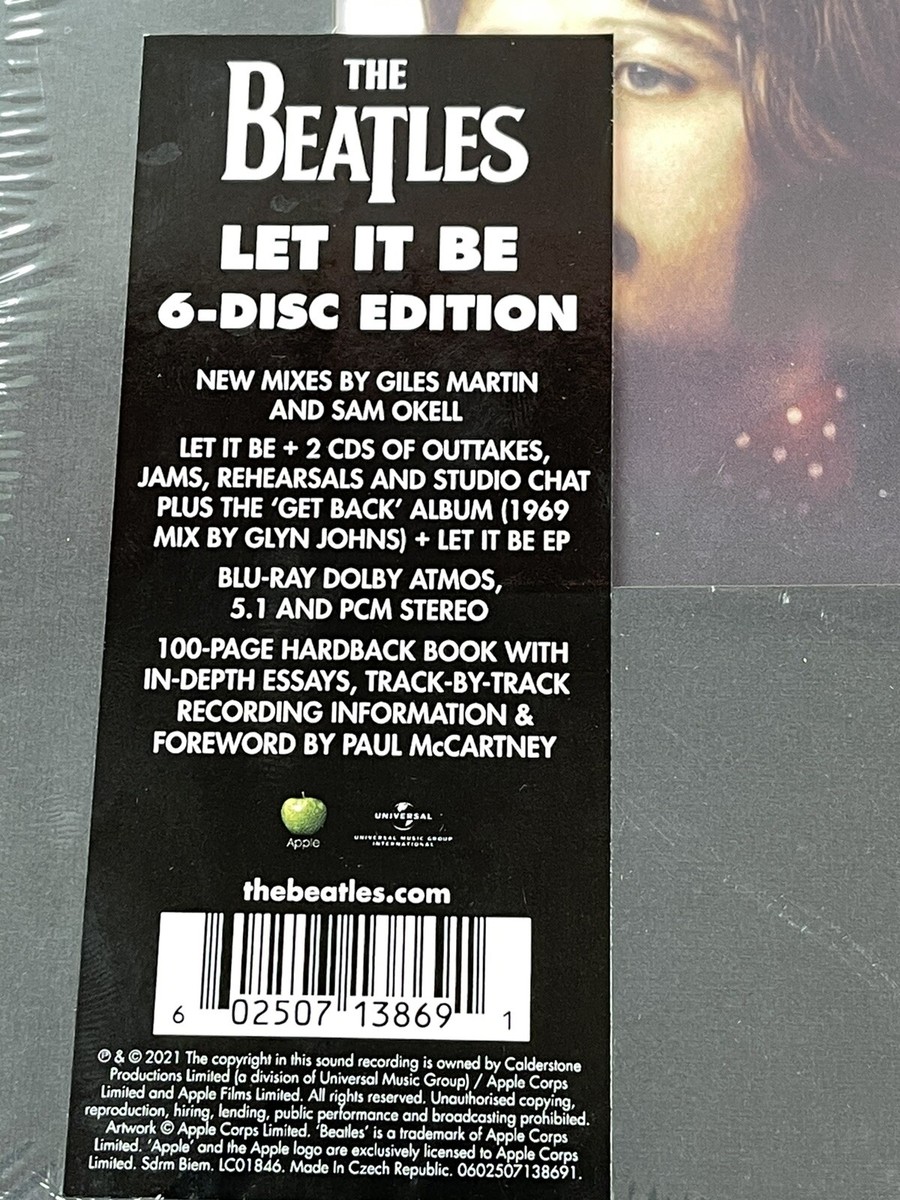 THE
BEATLES
LET IT BE
6-DISC EDITION
NEW MIXES BY GILES MARTIN
AND SAM OKELL
LET IT BE + 2 CDS OF OUTTAKES,
JAMS, REHEARSALS AND STUDIO CHAT
PLUS THE ‘GET BACK’ ALBUM (1969
MIX BY GLYN JOHNS) + LET IT BE EP
BLU-RAY DOLBY ATMOS,
5.1 AND PCM STEREO
100-PAGE HARDBACK BOOK WITH
IN-DEPTH ESSAYS, TRACK-BY-TRACK
RECORDING INFORMATION &
FOREWORD BY PAUL McCARTNEY
Apple
UNIVERSAL
UNIVERSAL MUSIC GROUP
INTERNATIONAL
thebeatles.com
6 02507 13869 1
℗ & © 2021 The copyright in this sound recording is owned by Calderstone
Productions Limited (a division of Universal Music Group) / Apple Corps
Limited and Apple Films Limited. All rights reserved. Unauthorised copying,
reproduction, hiring, lending, public performance and broadcasting prohibited.
Artwork © Apple Corps Limited. ‘Beatles’ is a trademark of Apple Corps
Limited. ‘Apple’ and the Apple logo are exclusively licensed to Apple Corps
Limited. Sdrm Biem. LC01846. Made In Czech Republic. 0602507138691.